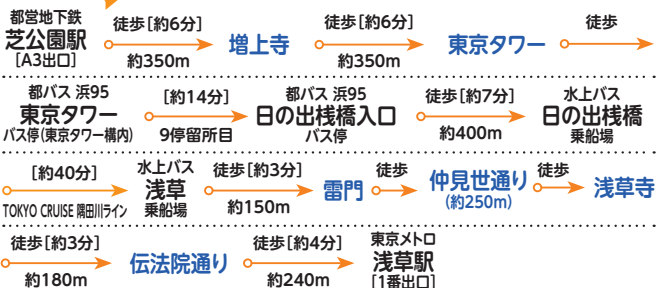 都営地下鉄
芝公園駅
[A3出口]
徒歩[約6分]
約350m
増上寺
徒歩[約6分]
約350m
東京タワー
徒歩
都バス 浜95
東京タワー
バス停(東京タワー構内)
[約14分]
9停留所目
都バス 浜95
日の出桟橋入口
バス停
徒歩[約7分]
約400m
水上バス
日の出桟橋
乗船場
[約40分]
TOKYO CRUISE 隅田川ライン
水上バス
浅草
乗船場
徒歩[約3分]
約150m
雷門
徒歩
仲見世通り
(約250m)
徒歩
浅草寺
徒歩[約3分]
約180m
伝法院通り
徒歩[約4分]
約240m
東京メトロ
浅草駅
[1番出口]